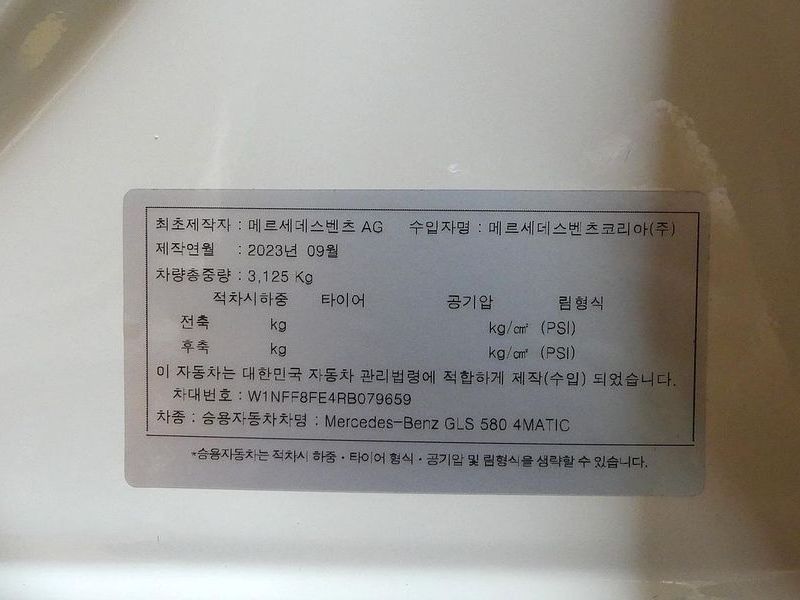 최초제작자 : 메르세데스벤츠 AG 수입자명 : 메르세데스벤츠코리아(주)
제작연월 : 2023년 09월
차량총중량 : 3,125 Kg
적차시하중 타이어 공기압 림형식
전축 kg kg/㎠ (PSI)
후축 kg kg/㎠ (PSI)
이 자동차는 대한민국 자동차 관리법령에 적합하게 제작(수입) 되었습니다.
차대번호 : W1NFF8FE4RB079659
차종 : 승용자동차차명 : Mercedes-Benz GLS 580 4MATIC
*승용자동차는 적차시 하중・타이어 형식・공기압 및 림형식을 생략할 수 있습니다.